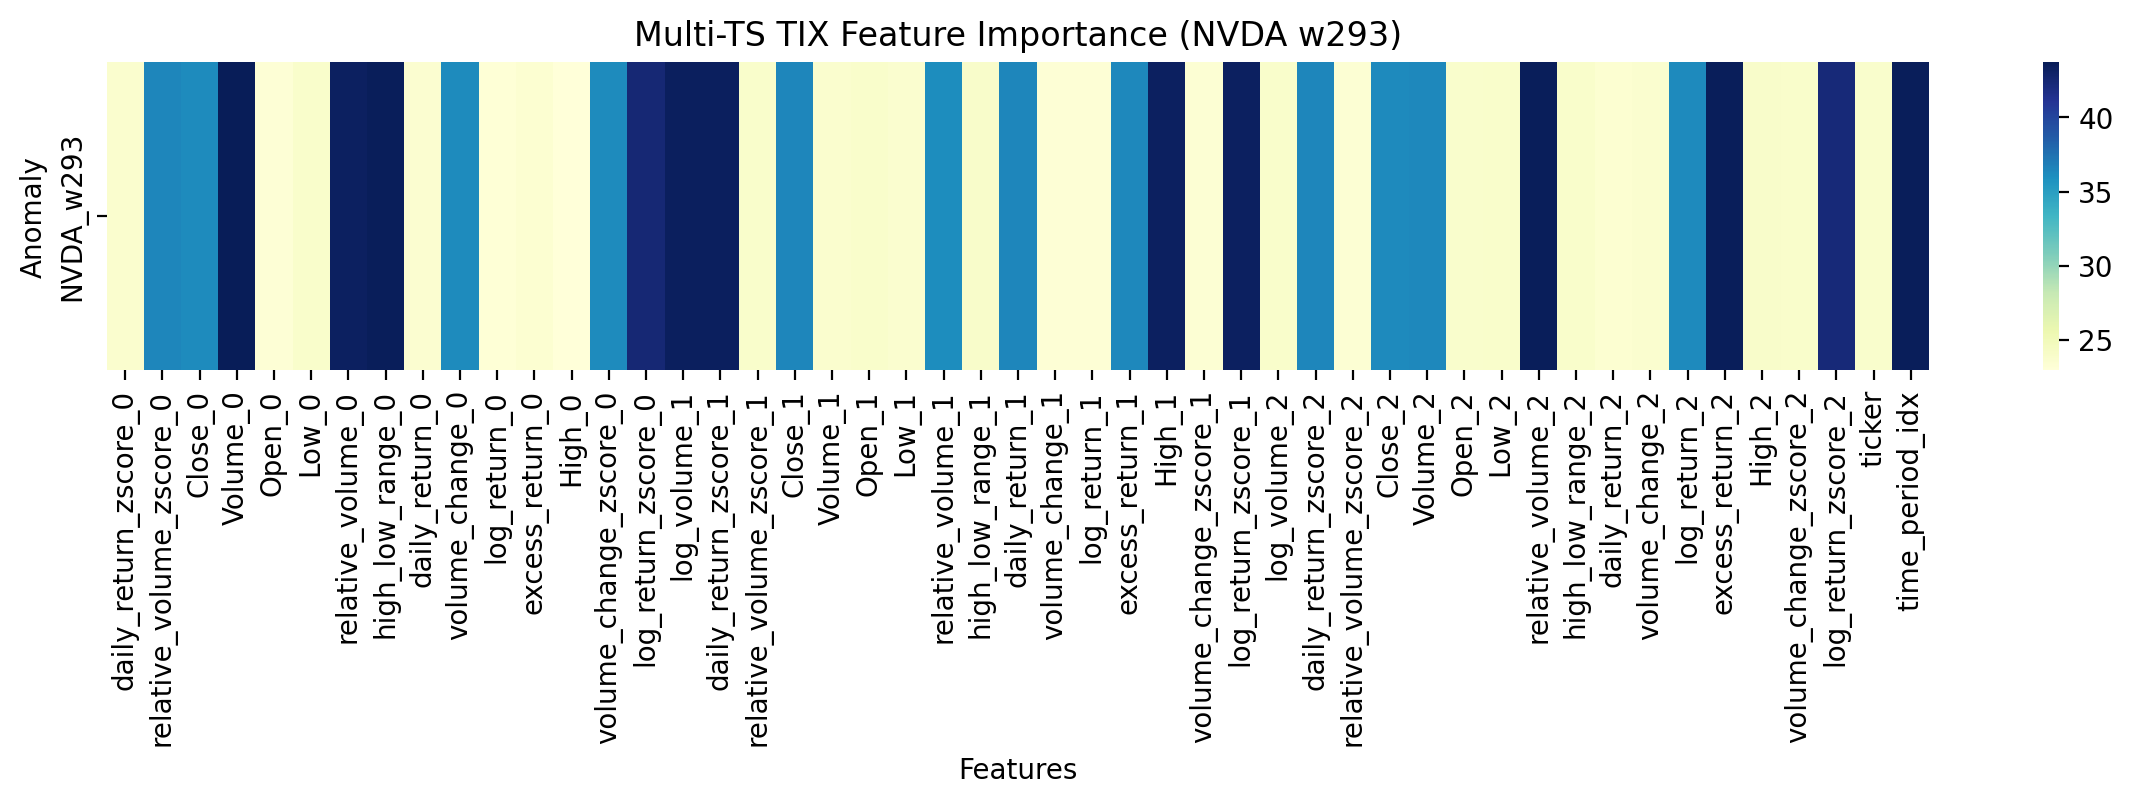 Multi-TS TIX Feature Importance (NVDA w293)
Anomaly
NVDA_w293
40
35
30
25
daily_return_zscore_0
relative_volume_zscore_0
Close_0
Volume_0
Open_0
Low_0
relative_volume_0
high_low_range_0
daily_return_0
volume_change_0
log_return_0
excess_return_0
High_0
volume_change_zscore_0
log_return_zscore_0
log_volume_1
daily_return_zscore_1
relative_volume_zscore_1
Close_1
Volume_1
Open_1
Low_1
relative_volume_1
high_low_range_1
daily_return_1
volume_change_1
log_return_1
excess_return_1
High_1
volume_change_zscore_1
log_return_zscore_1
log_volume_2
daily_return_zscore_2
relative_volume_zscore_2
Close_2
Volume_2
Open_2
Low_2
relative_volume_2
high_low_range_2
daily_return_2
volume_change_2
log_return_2
excess_return_2
High_2
volume_change_zscore_2
log_return_zscore_2
ticker
time_period_idx
Features